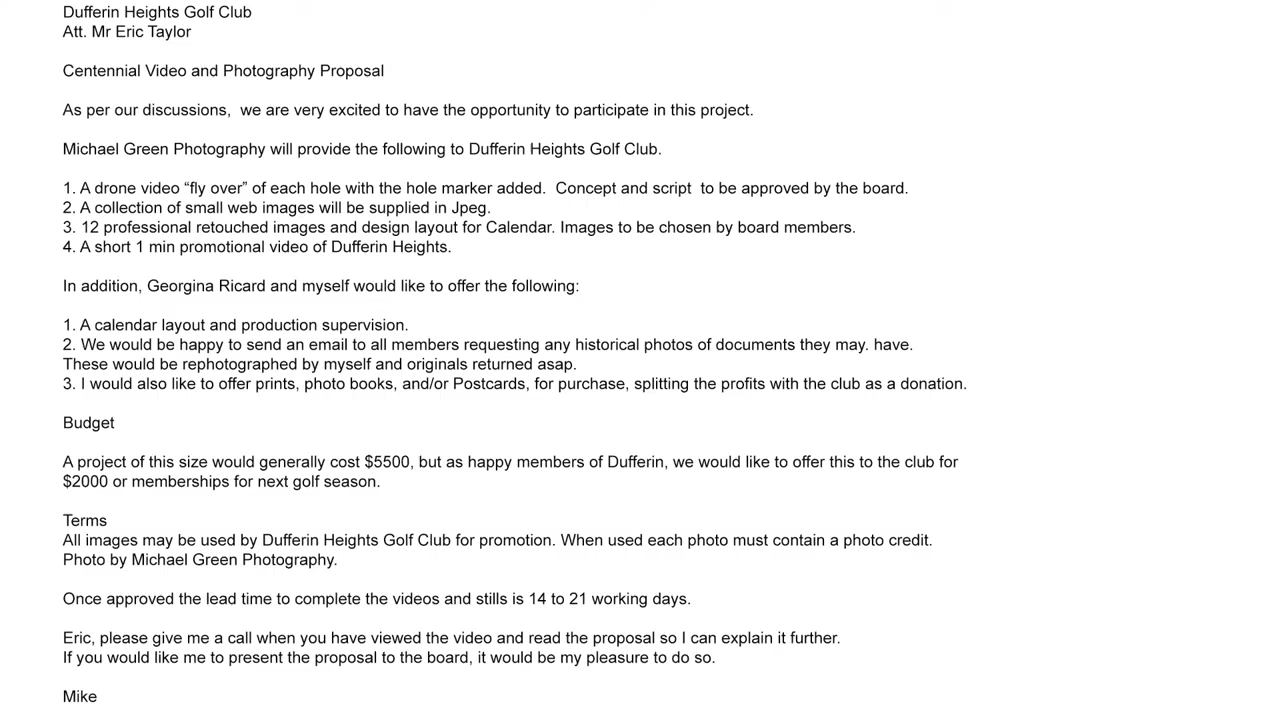 Dufferin Heights Golf Club
Att. Mr Eric Taylor
Centennial Video and Photography Proposal
As per our discussions,  we are very excited to have the opportunity to participate in this project.
Michael Green Photography will provide the following to Dufferin Heights Golf Club.
1. A drone video “fly over” of each hole with the hole marker added.  Concept and script  to be approved by the board.
2. A collection of small web images will be supplied in Jpeg.
3. 12 professional retouched images and design layout for Calendar. Images to be chosen by board members.
4. A short 1 min promotional video of Dufferin Heights.
In addition, Georgina Ricard and myself would like to offer the following:
1. A calendar layout and production supervision.
2. We would be happy to send an email to all members requesting any historical photos of documents they may. have.
These would be rephotographed by myself and originals returned asap.
3. I would also like to offer prints, photo books, and/or Postcards, for purchase, splitting the profits with the club as a donation.
Budget
A project of this size would generally cost $5500, but as happy members of Dufferin, we would like to offer this to the club for
$2000 or memberships for next golf season.
Terms
All images may be used by Dufferin Heights Golf Club for promotion. When used each photo must contain a photo credit.
Photo by Michael Green Photography.
Once approved the lead time to complete the videos and stills is 14 to 21 working days.
Eric, please give me a call when you have viewed the video and read the proposal so I can explain it further.
If you would like me to present the proposal to the board, it would be my pleasure to do so.
Mike